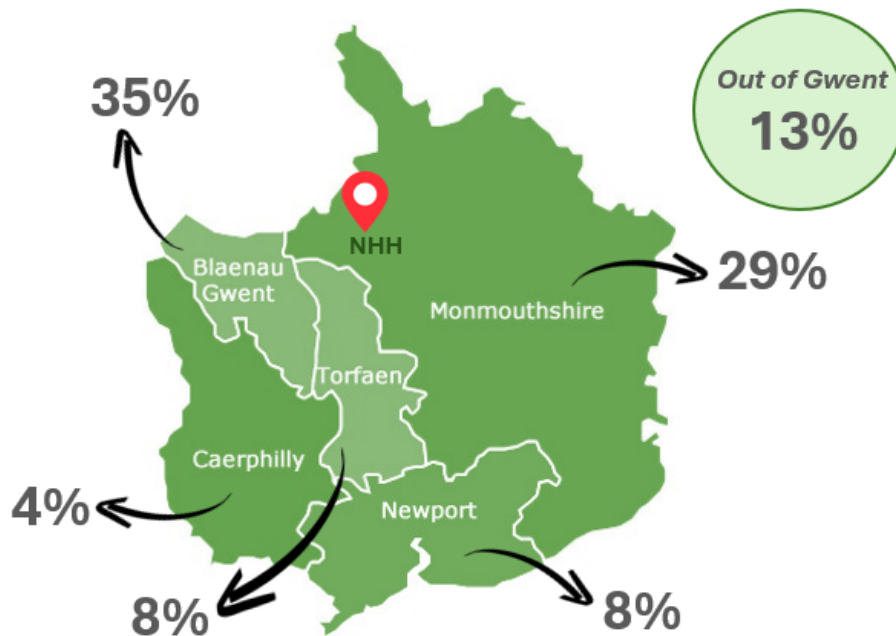 35%
Out of Gwent
13%
NHH
Blaenau
Gwent
29%
Monmouthshire
Torfaen
Caerphilly
4%
Newport
8%
8%